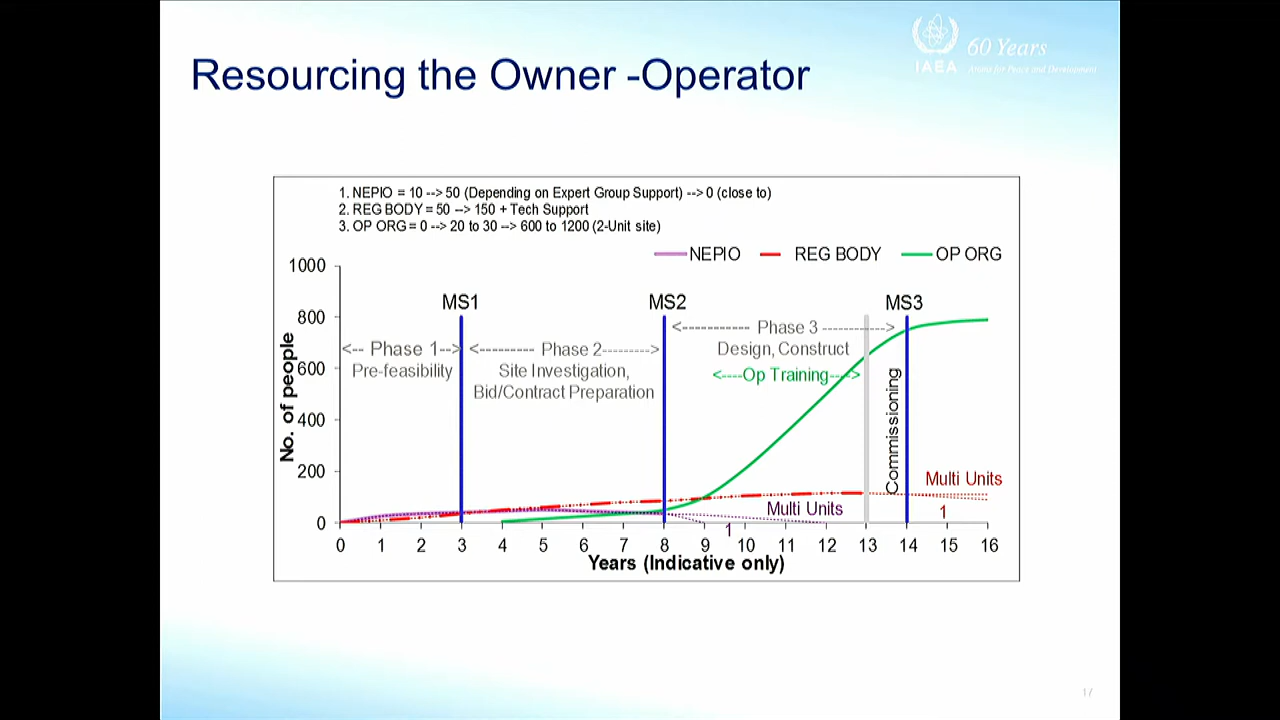 Resourcing the Owner -Operator
60 Years
IAEA
Atoms for Peace and Development
1. NEPIO = 10 --> 50 (Depending on Expert Group Support) --> 0 (close to)
2. REG BODY = 50 --> 150 + Tech Support
3. OP ORG = 0 --> 20 to 30 --> 600 to 1200 (2-Unit site)
NEPIO REG BODY OP ORG
1000
800
600
400
200
0
No. of people
MS1 MS2 MS3
<-- Phase 1-->
Pre-feasibility
<--------- Phase 2--------->
Site Investigation,
Bid/Contract Preparation
<----------- Phase 3 ----------->
Design, Construct
<----Op Training---->
Commissioning
Multi Units
1
Multi Units
1
0 1 2 3 4 5 6 7 8 9 10 11 12 13 14 15 16
Years (Indicative only)
17